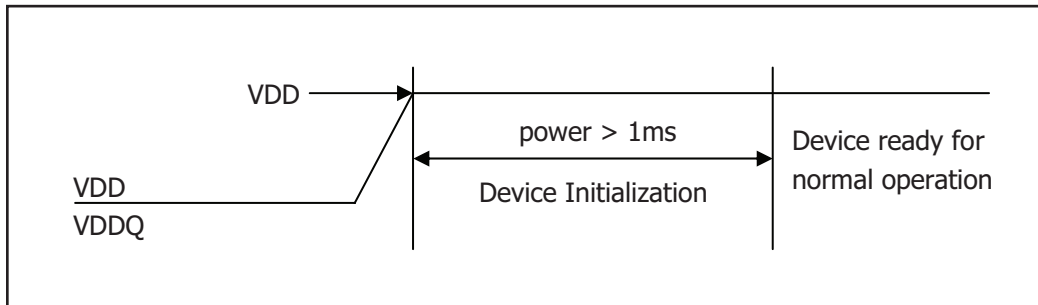 VDD
power > 1ms
Device ready for
normal operation
VDD
VDDQ
Device Initialization